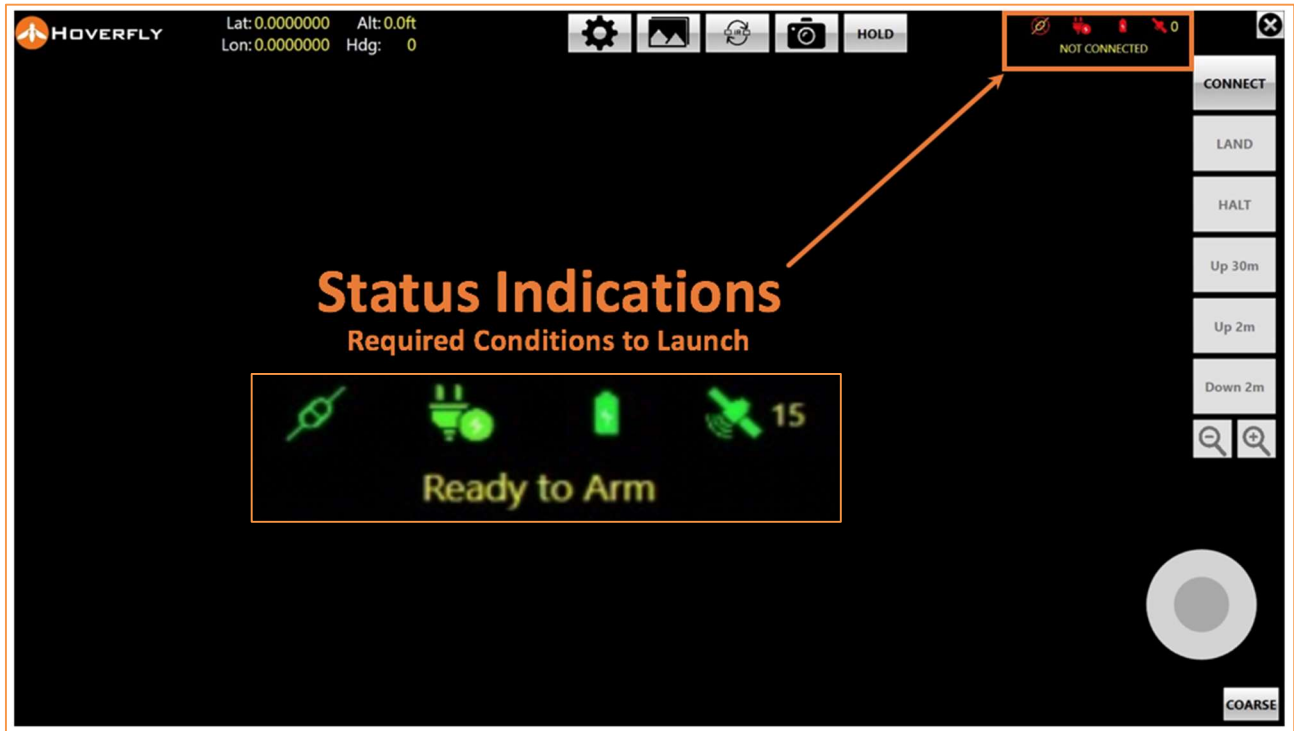 HOVERFLY
Lat: 0.0000000 Alt: 0.0ft
Lon: 0.0000000 Hdg: 0
HOLD
0
NOT CONNECTED
CONNECT
LAND
HALT
Up 30m
Up 2m
Down 2m
Status Indications
Required Conditions to Launch
15
Ready to Arm
COARSE